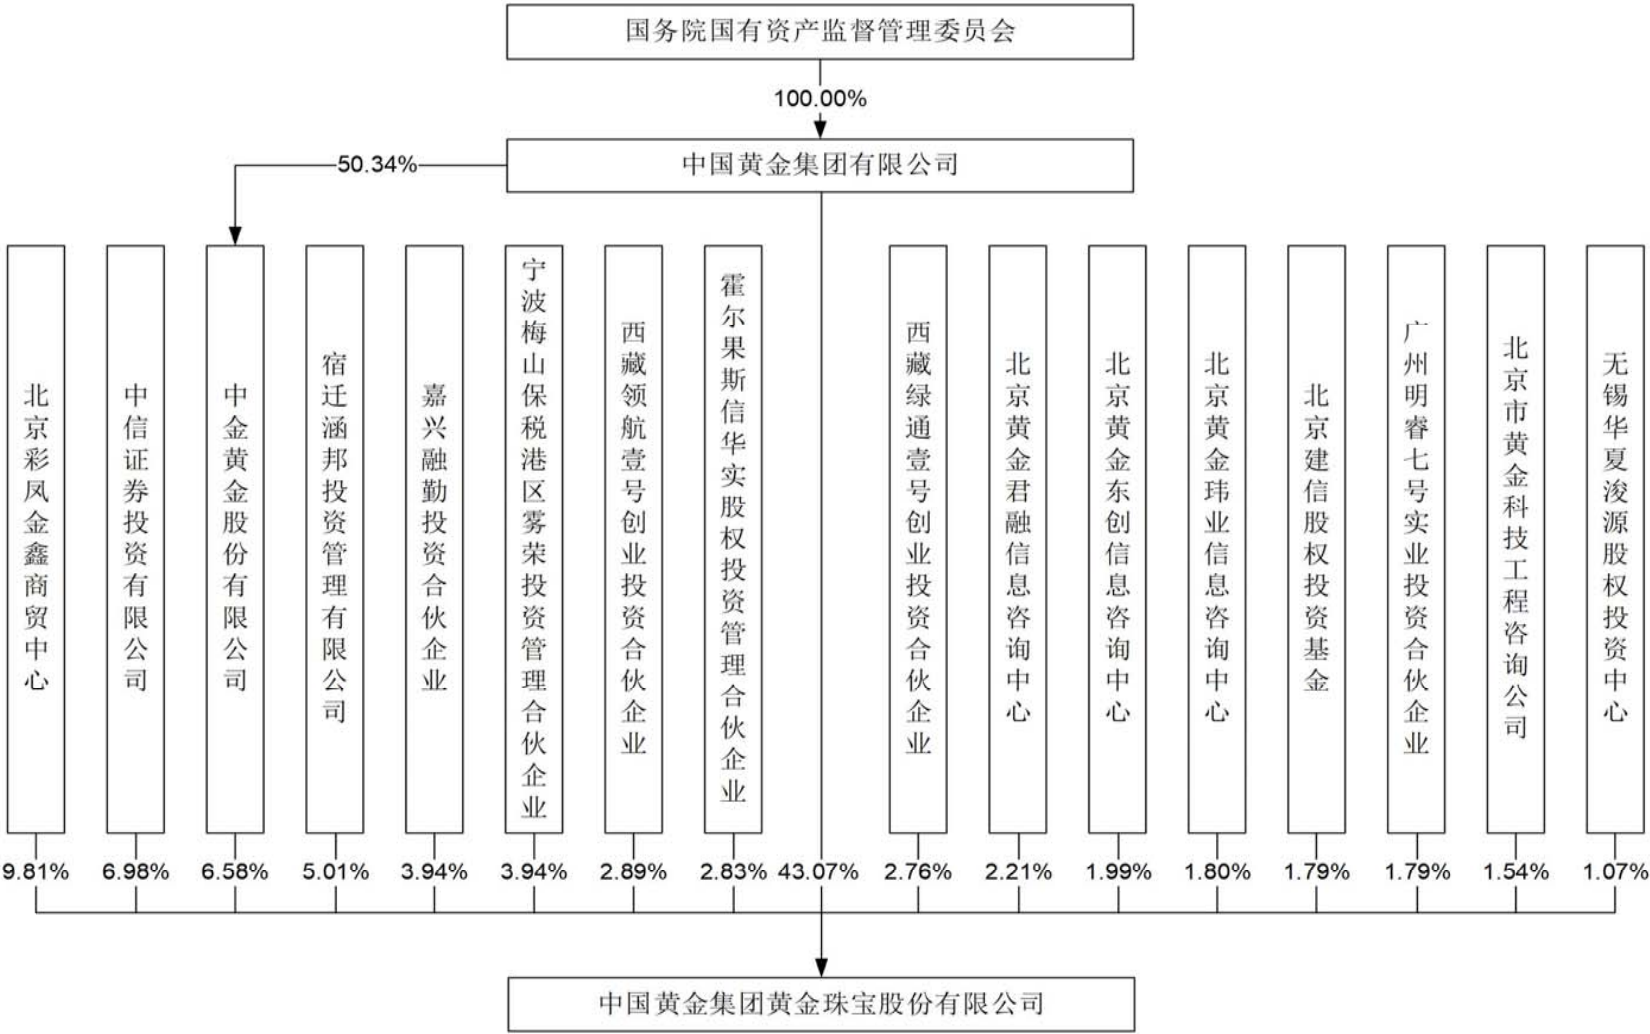 国务院国有资产监督管理委员会
100.00%
中国黄金集团有限公司
50.34%
北京彩凤金鑫商贸中心
中信证券投资有限公司
中金黄金股份有限公司
宿迁涵邦投资管理有限公司
嘉兴融勤投资合伙企业
宁波梅山保税港区雾荣投资管理合伙企业
西藏领航壹号创业投资合伙企业
霍尔果斯信华实股权投资管理合伙企业
西藏绿通壹号创业投资合伙企业
北京黄金君融信息咨询中心
北京黄金东创信息咨询中心
北京黄金玮业信息咨询中心
北京建信股权投资基金
广州明睿七号实业投资合伙企业
北京市黄金科技工程咨询公司
无锡华夏浚源股权投资中心
9.81%
6.98%
6.58%
5.01%
3.94%
3.94%
2.89%
2.83%
43.07%
2.76%
2.21%
1.99%
1.80%
1.79%
1.79%
1.54%
1.07%
中国黄金集团黄金珠宝股份有限公司